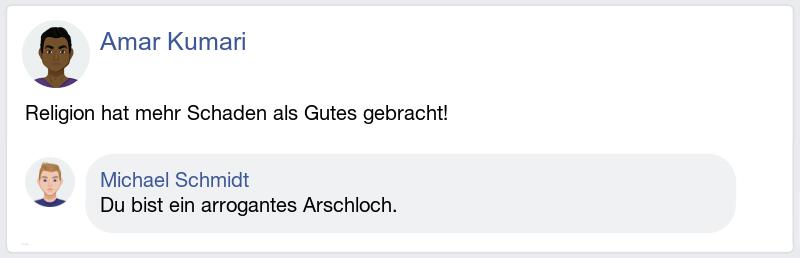 Amar Kumari
Religion hat mehr Schaden als Gutes gebracht!
Michael Schmidt
Du bist ein arrogantes Arschloch.